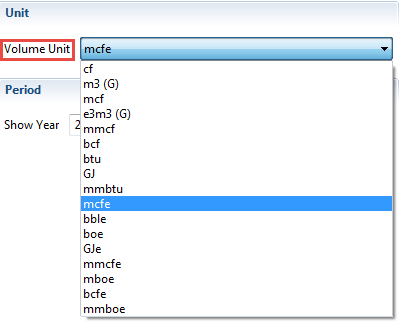 Unit
Volume Unit mcfe
cf
m3 (G)
mcf
e3m3 (G)
mmcf
bcf
btu
GJ
mmbtu
mcfe
bble
boe
GJe
mmcfe
mboe
bcfe
mmboe
Period
Show Year 2